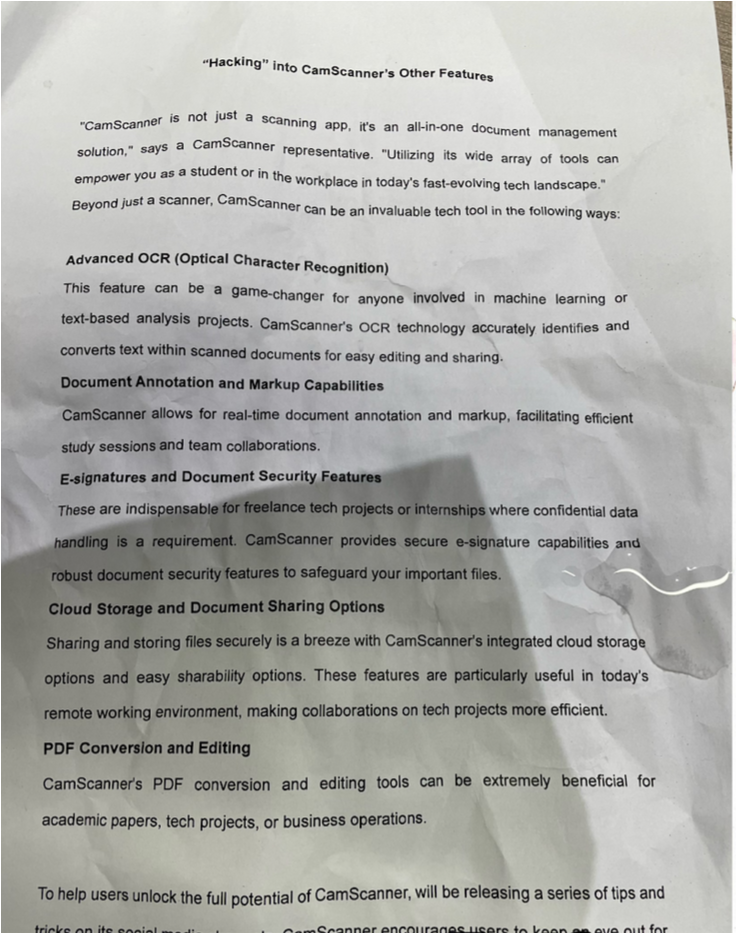 “Hacking” into CamScanner's Other Features
"CamScanner is not just a scanning app, it's an all-in-one document management
solution," says a CamScanner representative. "Utilizing its wide array of tools can
empower you as a student or in the workplace in today's fast-evolving tech landscape."
Beyond just a scanner, CamScanner can be an invaluable tech tool in the following ways:
Advanced OCR (Optical Character Recognition)
This feature can be a game-changer for anyone involved in machine learning or
text-based analysis projects. CamScanner's OCR technology accurately identifies and
converts text within scanned documents for easy editing and sharing.
Document Annotation and Markup Capabilities
CamScanner allows for real-time document annotation and markup, facilitating efficient
study sessions and team collaborations.
E-signatures and Document Security Features
These are indispensable for freelance tech projects or internships where confidential data
handling is a requirement. CamScanner provides secure e-signature capabilities and
robust document security features to safeguard your important files.
Cloud Storage and Document Sharing Options
Sharing and storing files securely is a breeze with CamScanner's integrated cloud storage
options and easy sharability options. These features are particularly useful in today's
remote working environment, making collaborations on tech projects more efficient.
PDF Conversion and Editing
CamScanner's PDF conversion and editing tools can be extremely beneficial for
academic papers, tech projects, or business operations.
To help users unlock the full potential of CamScanner, will be releasing a series of tips and
tricks on its social CamScanner encourages users to keep an eye out for